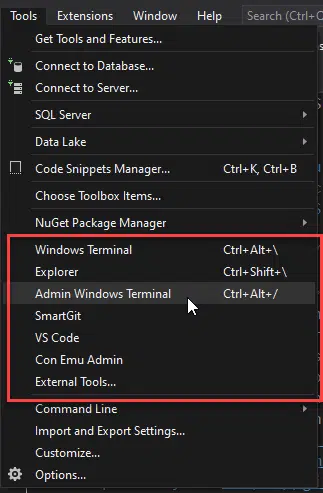 Tools Extensions Window Help Search (Ctrl+
Get Tools and Features...
Connect to Database...
Connect to Server...
SQL Server
Data Lake
Code Snippets Manager... Ctrl+K, Ctrl+B
Choose Toolbox Items...
NuGet Package Manager
Windows Terminal Ctrl+Alt+\
Explorer Ctrl+Shift+\
Admin Windows Terminal Ctrl+Alt+/
SmartGit
VS Code
Con Emu Admin
External Tools...
Command Line
Import and Export Settings...
Customize...
Options...